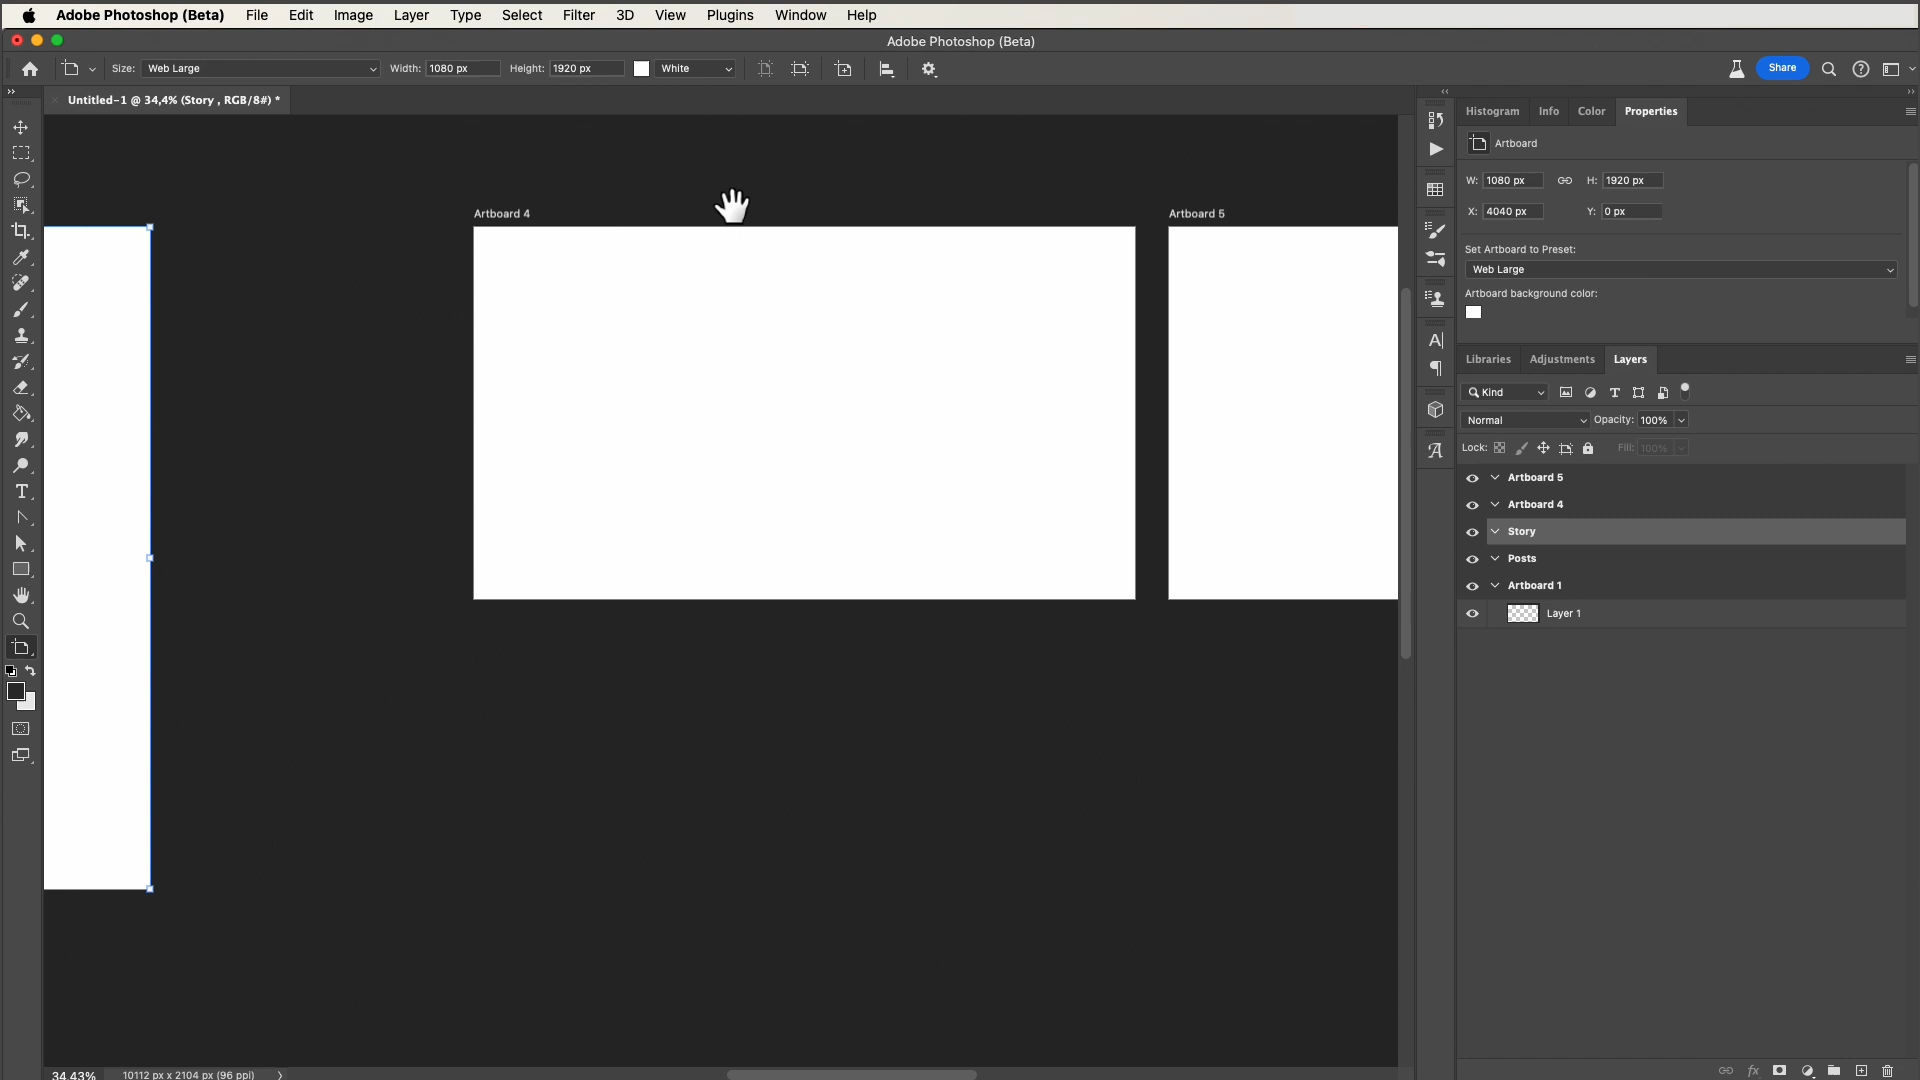 Adobe Photoshop (Beta) File Edit Image Layer Type Select Filter 3D View Plugins Window Help
Adobe Photoshop (Beta)
Size: Web Large Width: 1080 px Height: 1920 px White Share
Untitled-1 @ 34,4% (Story , RGB/8#) *
Histogram Info Color Properties
Artboard
W: 1080 px H: 1920 px
X: 4040 px Y: 0 px
Set Artboard to Preset:
Web Large
Artboard background color:
Artboard 4
Artboard 5
Libraries Adjustments Layers
Kind
Normal Opacity: 100%
Lock: Fill: 100%
Artboard 5
Artboard 4
Story
Posts
Artboard 1
Layer 1
34,43% 10112 px x 2104 px (96 ppi)